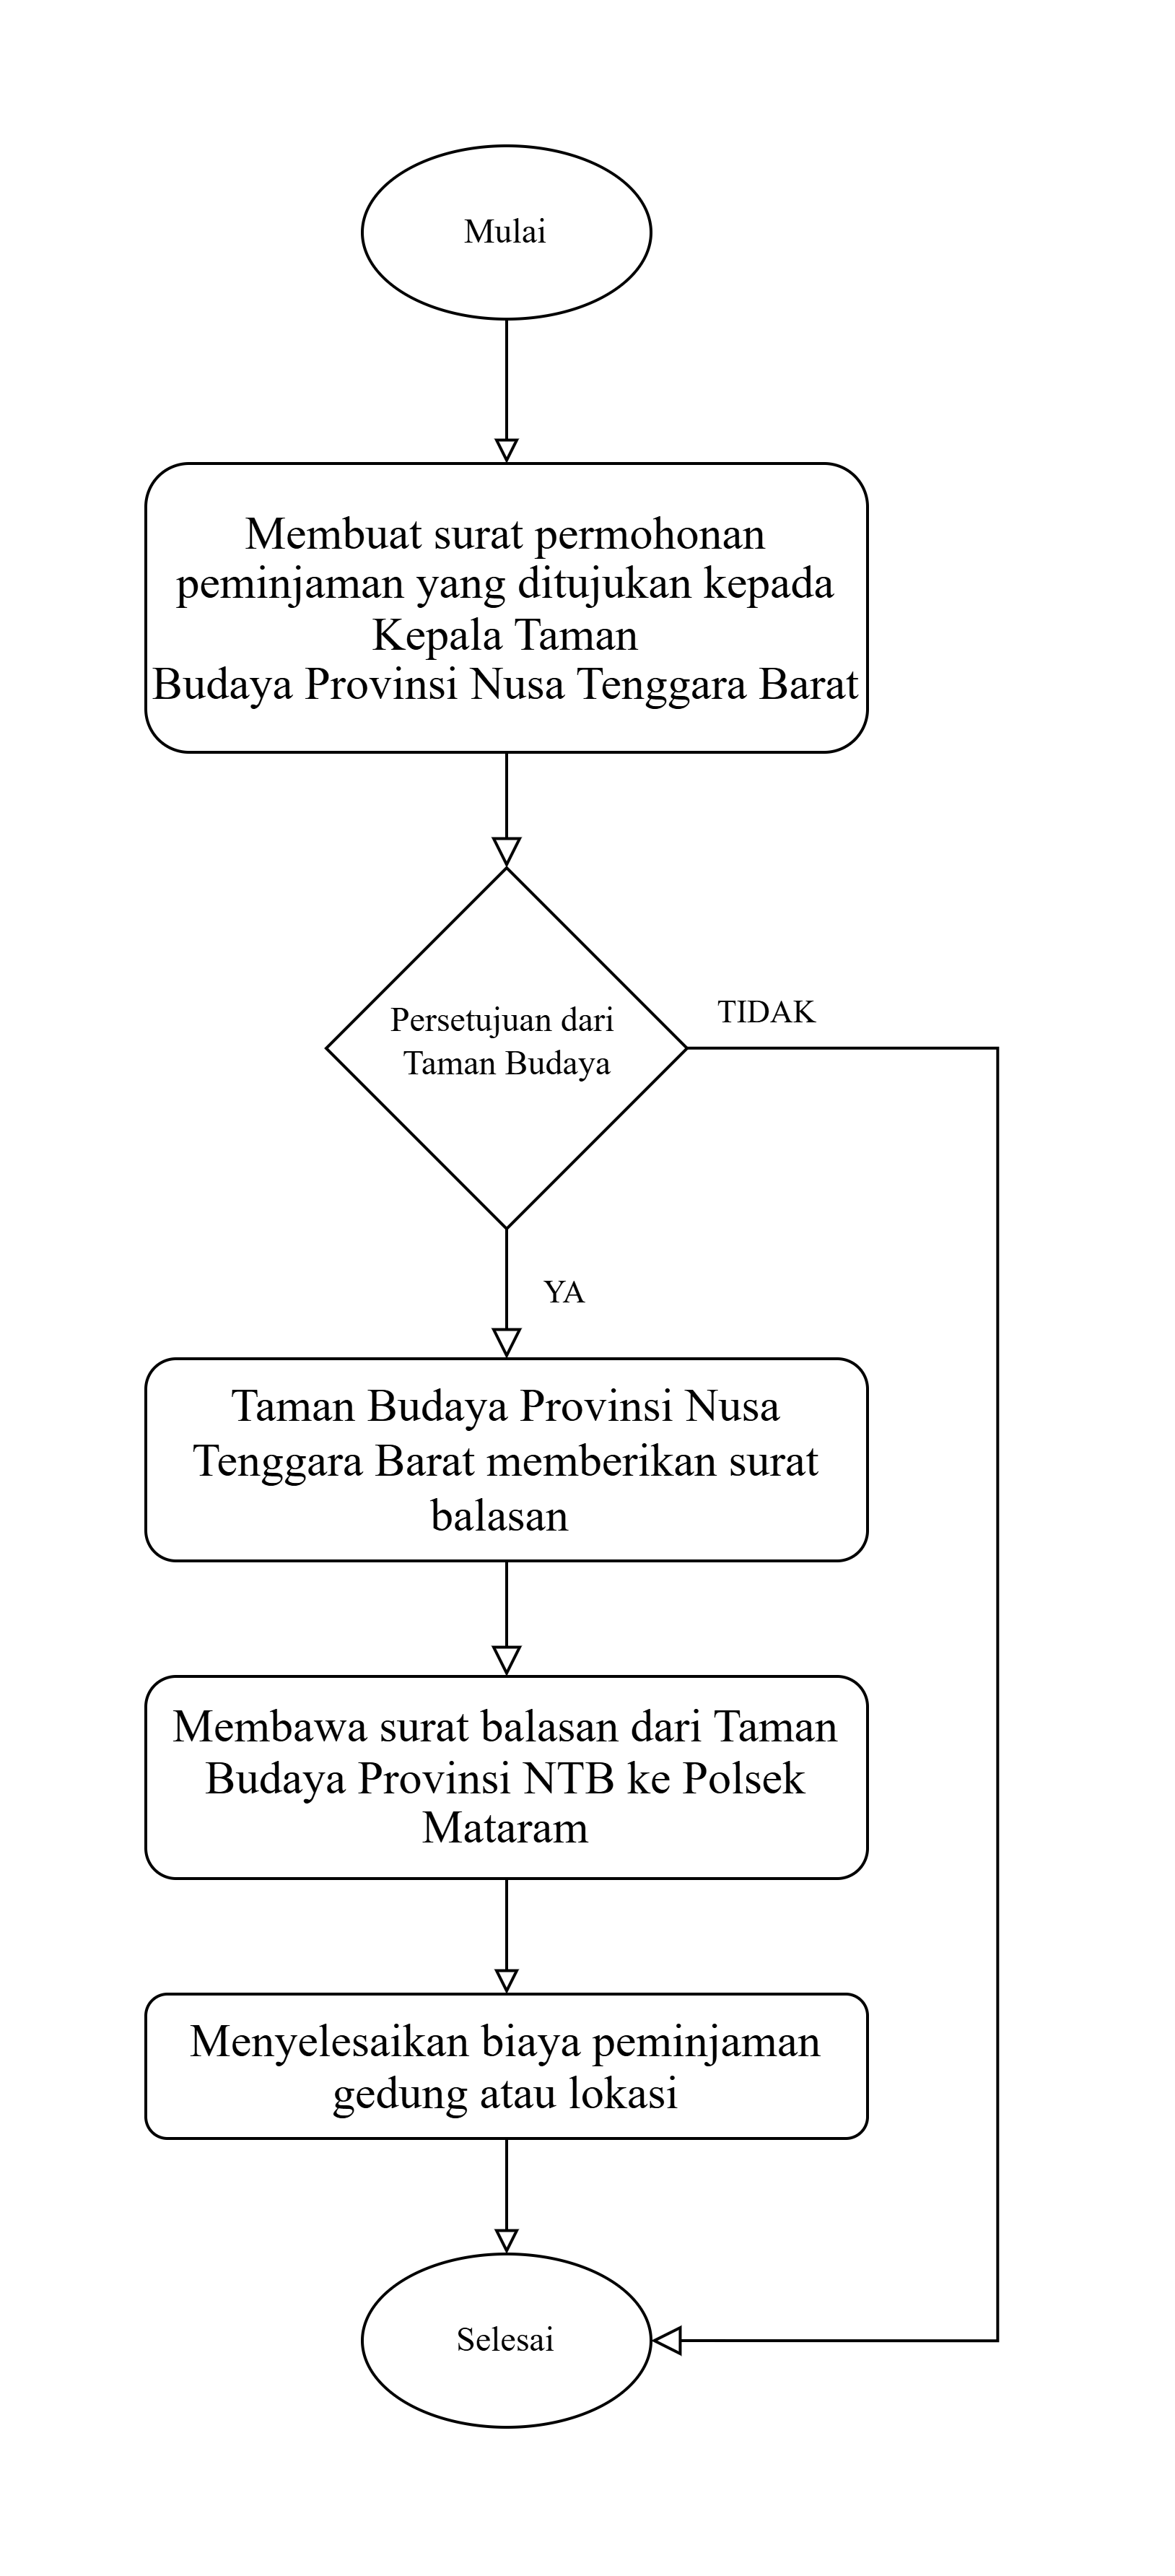 Mulai
Membuat surat permohonan
peminjaman yang ditujukan kepada
Kepala Taman
Budaya Provinsi Nusa Tenggara Barat
Persetujuan dari
Taman Budaya
TIDAK
YA
Taman Budaya Provinsi Nusa
Tenggara Barat memberikan surat
balasan
Membawa surat balasan dari Taman
Budaya Provinsi NTB ke Polsek
Mataram
Menyelesaikan biaya peminjaman
gedung atau lokasi
Selesai